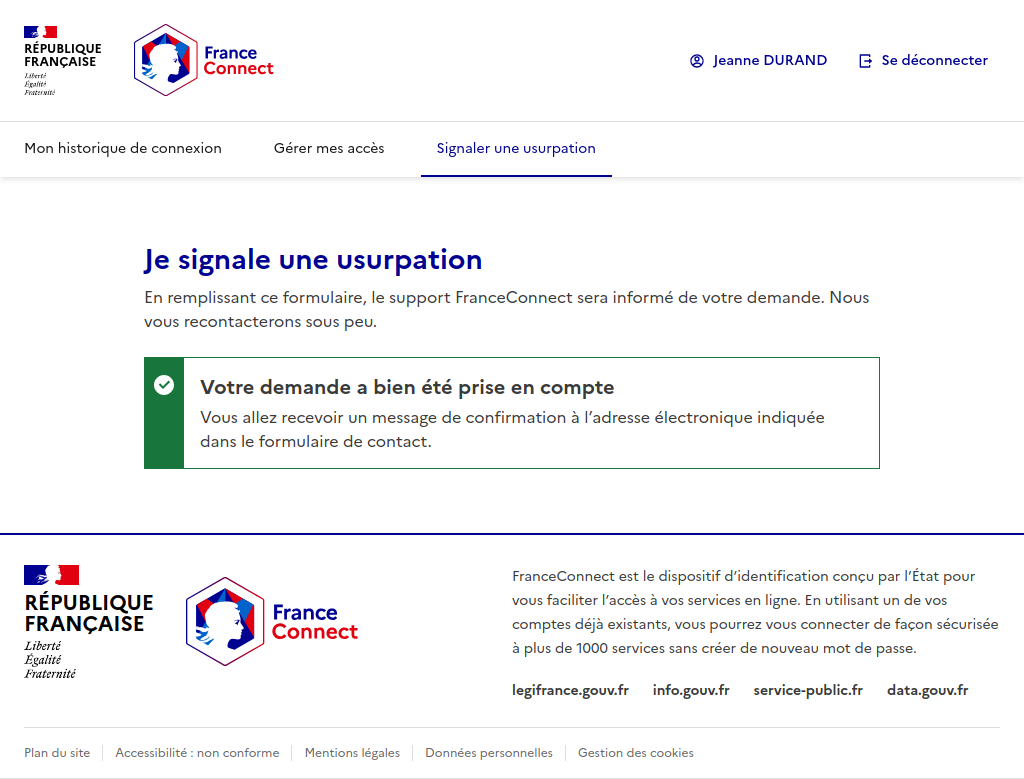 RÉPUBLIQUE
FRANÇAISE
Liberté
Égalité
Fraternité
France
Connect
Jeanne DURAND
Se déconnecter
Mon historique de connexion
Gérer mes accès
Signaler une usurpation
Je signale une usurpation
En remplissant ce formulaire, le support FranceConnect sera informé de votre demande. Nous
vous recontacterons sous peu.
Votre demande a bien été prise en compte
Vous allez recevoir un message de confirmation à l’adresse électronique indiquée
dans le formulaire de contact.
RÉPUBLIQUE
FRANÇAISE
Liberté
Égalité
Fraternité
France
Connect
FranceConnect est le dispositif d’identification conçu par l’État pour
vous faciliter l’accès à vos services en ligne. En utilisant un de vos
comptes déjà existants, vous pourrez vous connecter de façon sécurisée
à plus de 1000 services sans créer de nouveau mot de passe.
legifrance.gouv.fr
info.gouv.fr
service-public.fr
data.gouv.fr
Plan du site
Accessibilité : non conforme
Mentions légales
Données personnelles
Gestion des cookies